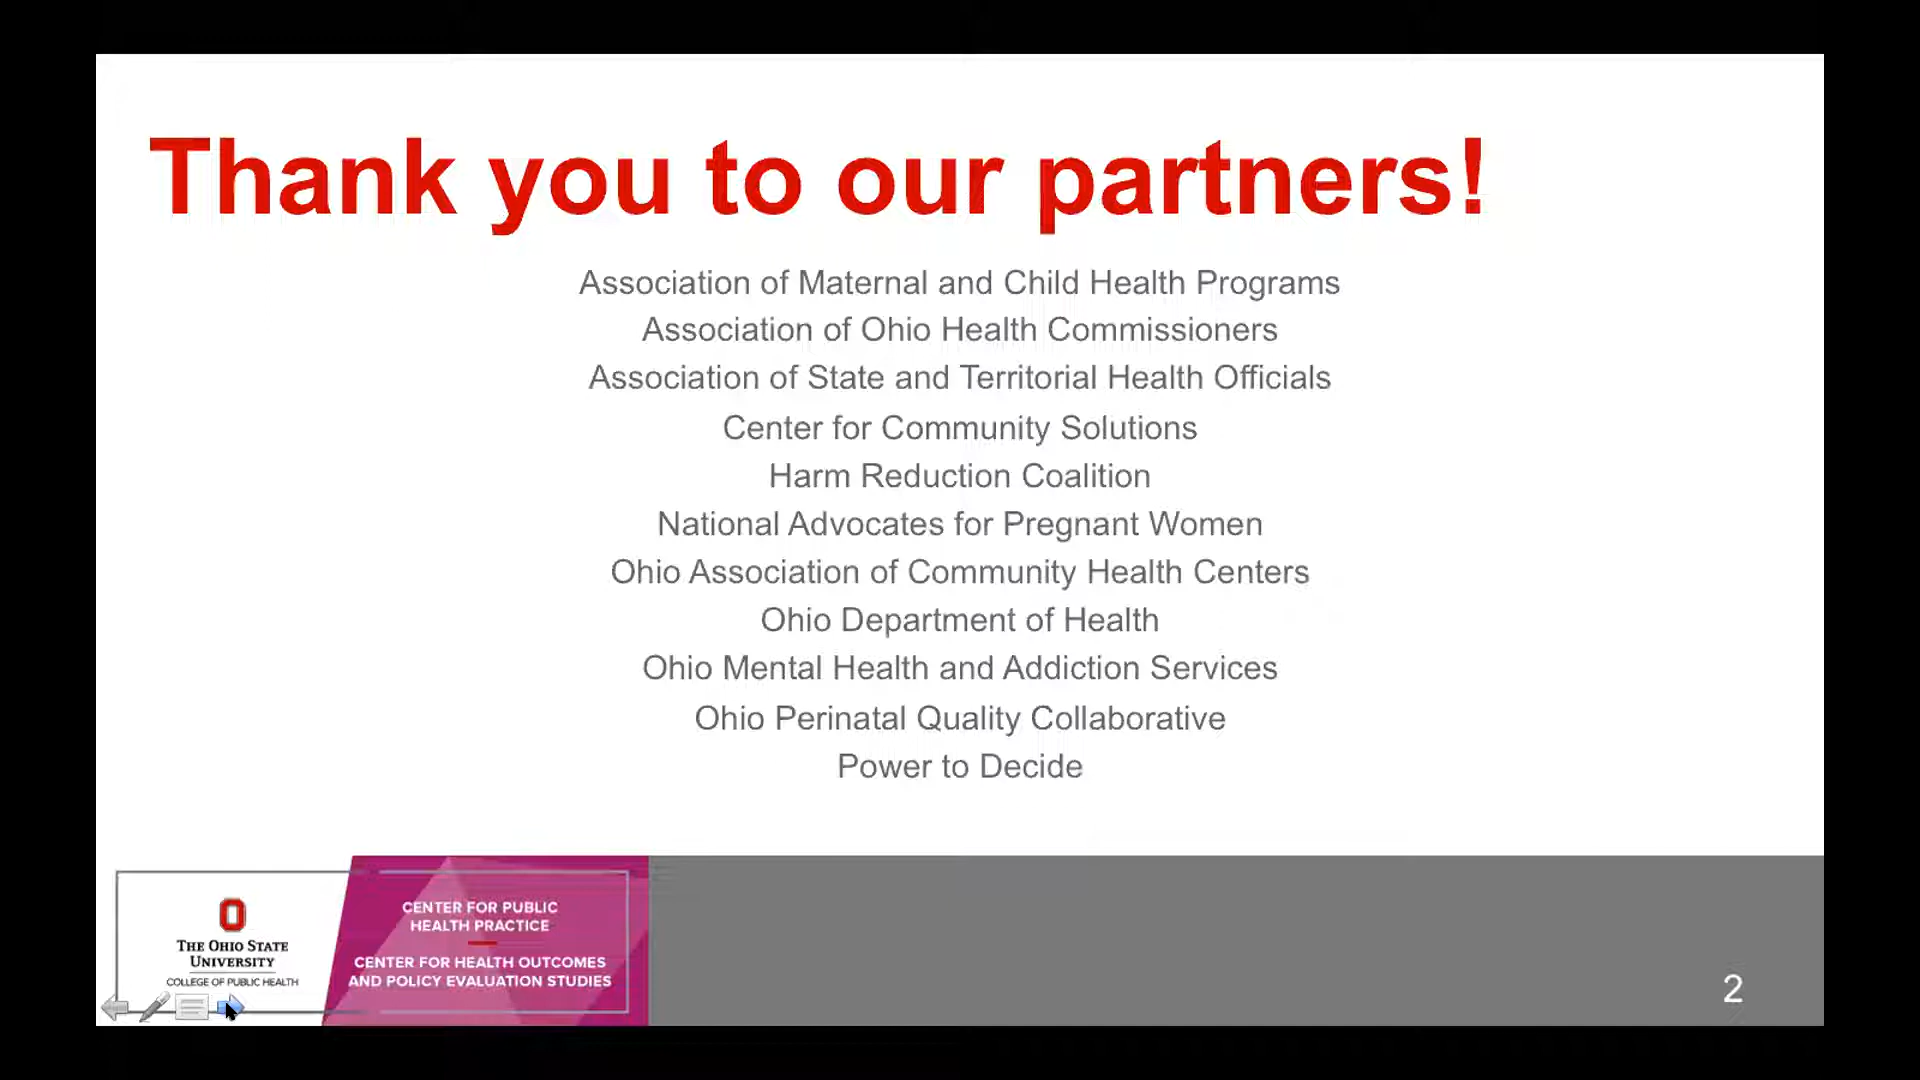 Thank you to our partners!
Association of Maternal and Child Health Programs
Association of Ohio Health Commissioners
Association of State and Territorial Health Officials
Center for Community Solutions
Harm Reduction Coalition
National Advocates for Pregnant Women
Ohio Association of Community Health Centers
Ohio Department of Health
Ohio Mental Health and Addiction Services
Ohio Perinatal Quality Collaborative
Power to Decide
O
THE OHIO STATE
UNIVERSITY
COLLEGE OF PUBLIC HEALTH
CENTER FOR PUBLIC
HEALTH PRACTICE
CENTER FOR HEALTH OUTCOMES
AND POLICY EVALUATION STUDIES
2